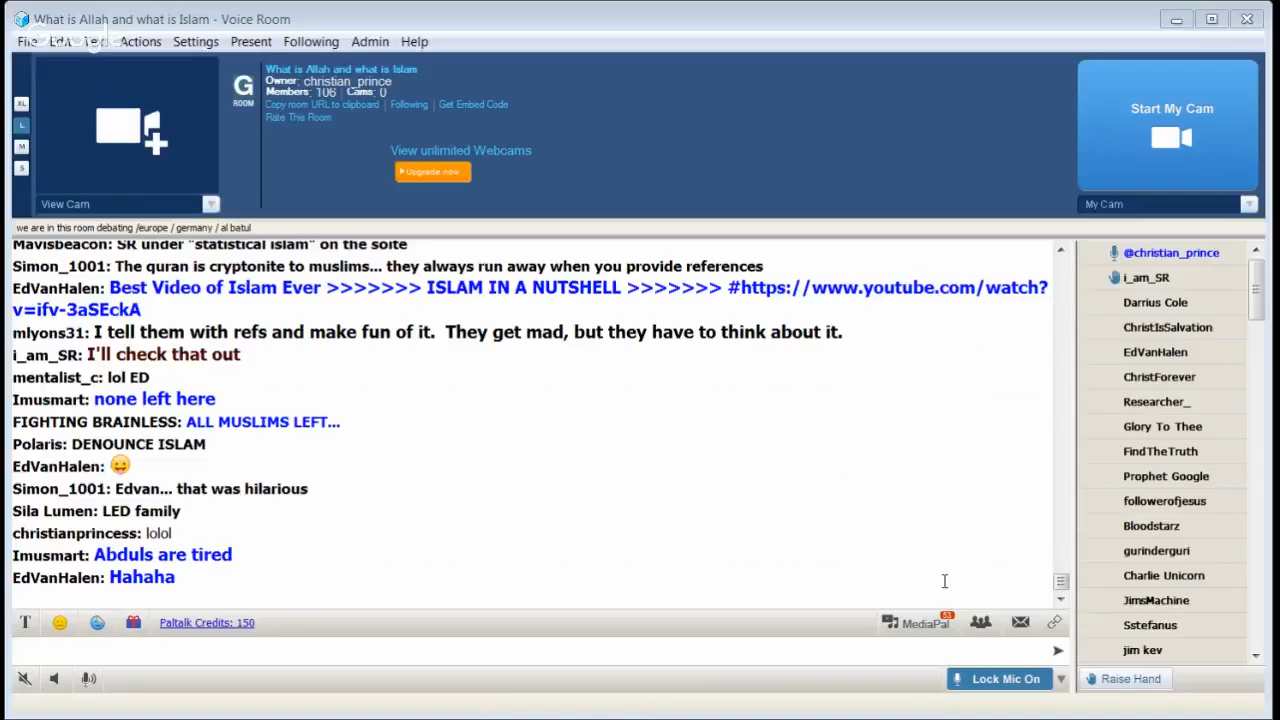 What is Allah and what is Islam - Voice Room
Google
File Edit Text Actions Settings Present Following Admin Help
XL
L
M
S
View Cam
G
ROOM
What is Allah and what is Islam
Owner: christian_prince
Members: 106 Cams: 0
Copy room URL to clipboard Following Get Embed Code
Rate This Room
View unlimited Webcams
Upgrade now
Start My Cam
My Cam
we are in this room debating /europe / germany / al batul
Mavisbeacon: SR under "statistical islam" on the soite
Simon_1001: The quran is cryptonite to muslims... they always run away when you provide references
EdVanHalen: Best Video of Islam Ever >>>>>>> ISLAM IN A NUTSHELL >>>>>>> #https://www.youtube.com/watch?
v=ifv-3aSEckA
mlyons31: I tell them with refs and make fun of it. They get mad, but they have to think about it.
i_am_SR: I'll check that out
mentalist_c: lol ED
Imusmart: none left here
FIGHTING BRAINLESS: ALL MUSLIMS LEFT...
Polaris: DENOUNCE ISLAM
EdVanHalen:
Simon_1001: Edvan... that was hilarious
Sila Lumen: LED family
christianprincess: lolol
Imusmart: Abduls are tired
EdVanHalen: Hahaha
@christian_prince
i_am_SR
Darrius Cole
ChristIsSalvation
EdVanHalen
ChristForever
Researcher_
Glory To Thee
FindTheTruth
Prophet Google
followerofjesus
Bloodstarz
gurinderguri
Charlie Unicorn
JimsMachine
Sstefanus
jim kev
T
Paltalk Credits: 150
MediaPal
53
Lock Mic On
Raise Hand